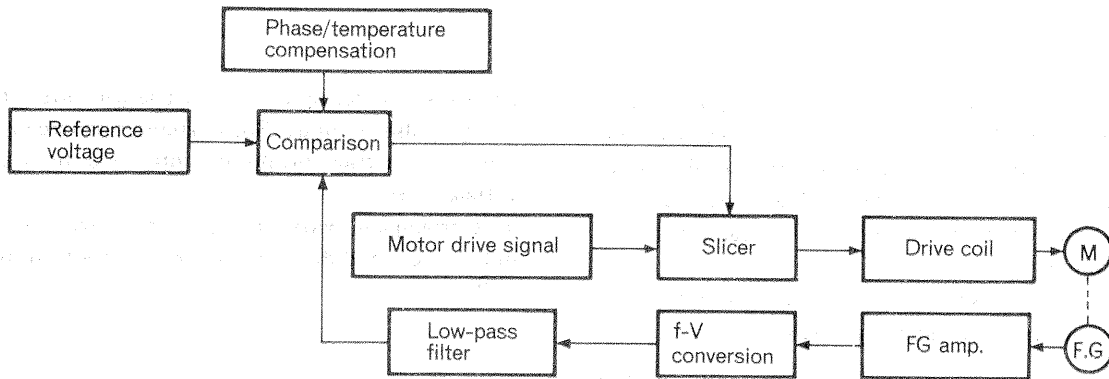 Phase/temperature
compensation
Reference
voltage
Comparison
Motor drive signal
Slicer
Drive coil
M
Low-pass
filter
f-V
conversion
FG amp.
F.G